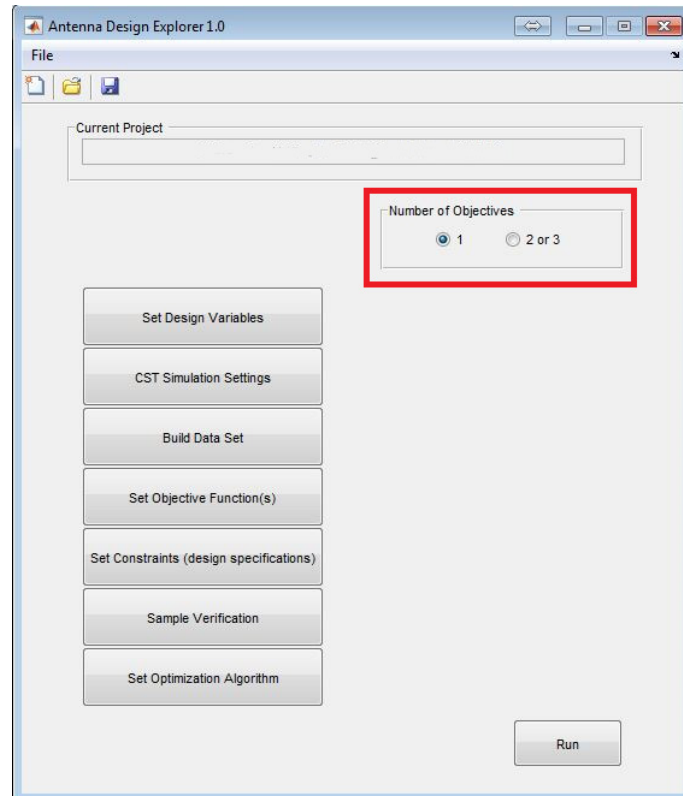 Antenna Design Explorer 1.0
File
Current Project
Number of Objectives
1 2 or 3
Set Design Variables
CST Simulation Settings
Build Data Set
Set Objective Function(s)
Set Constraints (design specifications)
Sample Verification
Set Optimization Algorithm
Run